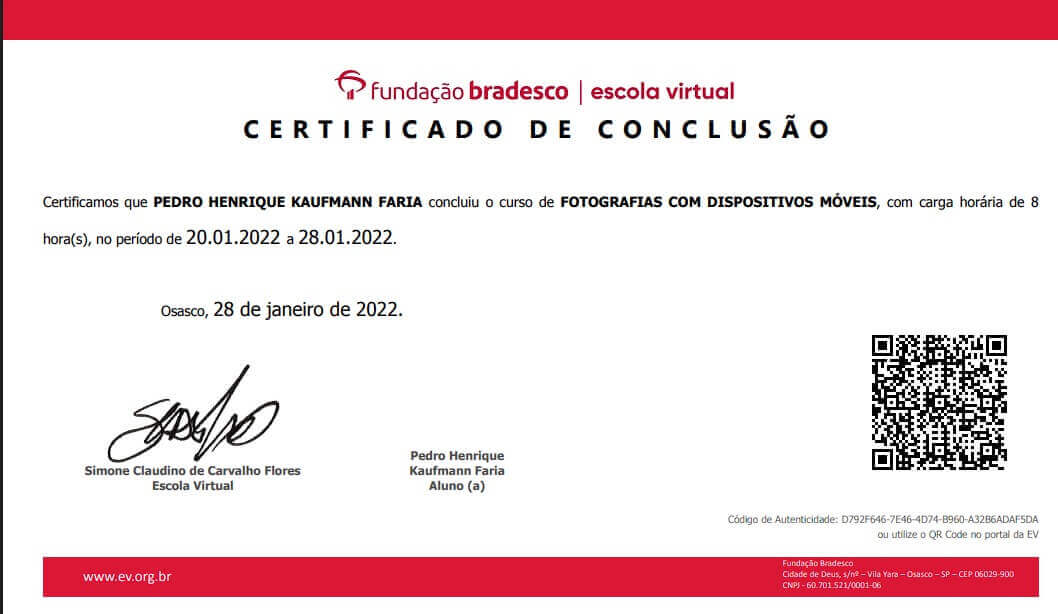 fundação bradesco | escola virtual
CERTIFICADO DE CONCLUSÃO
Certificamos que PEDRO HENRIQUE KAUFMANN FARIA concluiu o curso de FOTOGRAFIAS COM DISPOSITIVOS MÓVEIS, com carga horária de 8
hora(s), no período de 20.01.2022 a 28.01.2022.
Osasco, 28 de janeiro de 2022.
Simone Claudino de Carvalho Flores
Escola Virtual
Pedro Henrique
Kaufmann Faria
Aluno (a)
Código de Autenticidade: D792F646-7E46-4D74-B960-A32B6ADAF5DA
ou utilize o QR Code no portal da EV
www.ev.org.br
Fundação Bradesco
Cidade de Deus, s/nº – Vila Yara – Osasco – SP – CEP 06029-900
CNPJ - 60.701.521/0001-06